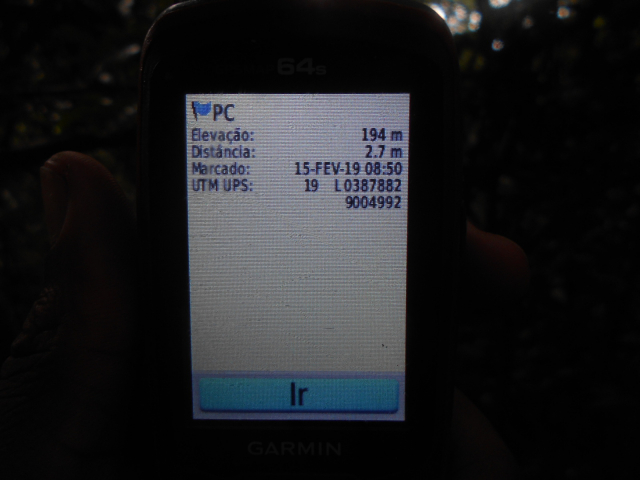 64s
PC
Elevação: 194 m
Distância: 2.7 m
Marcado: 15-FEV-19 08:50
UTM UPS: 19 L 0387882
9004992
Ir
GARMIN